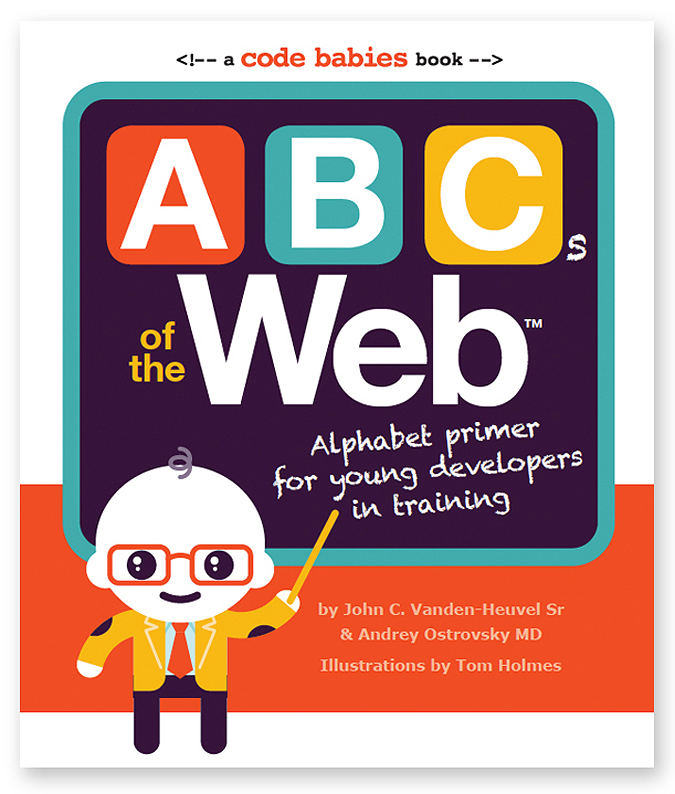 <!-- a code babies book -->
ABCs
of the Web™
Alphabet primer
for young developers
in training
by John C. Vanden-Heuvel Sr
& Andrey Ostrovsky MD
Illustrations by Tom Holmes